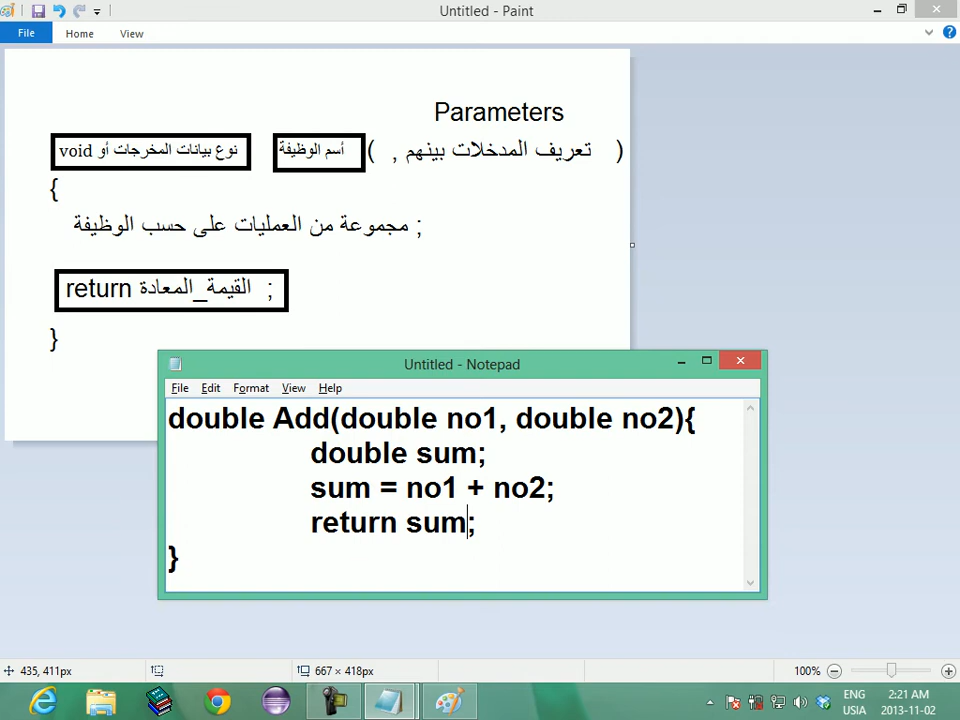 Untitled - Paint
File Home View
Parameters
نوع بيانات المخرجات أو void أسم الوظيفة ( تعريف المدخلات بينهم , )
{
مجموعة من العمليات على حسب الوظيفة ;
return القيمة_المعادة ;
}
Untitled - Notepad
File Edit Format View Help
double Add(double no1, double no2){
double sum;
sum = no1 + no2;
return sum;
}
435, 411px 667 × 418px 100%
ENG 2:21 AM
USIA 2013-11-02